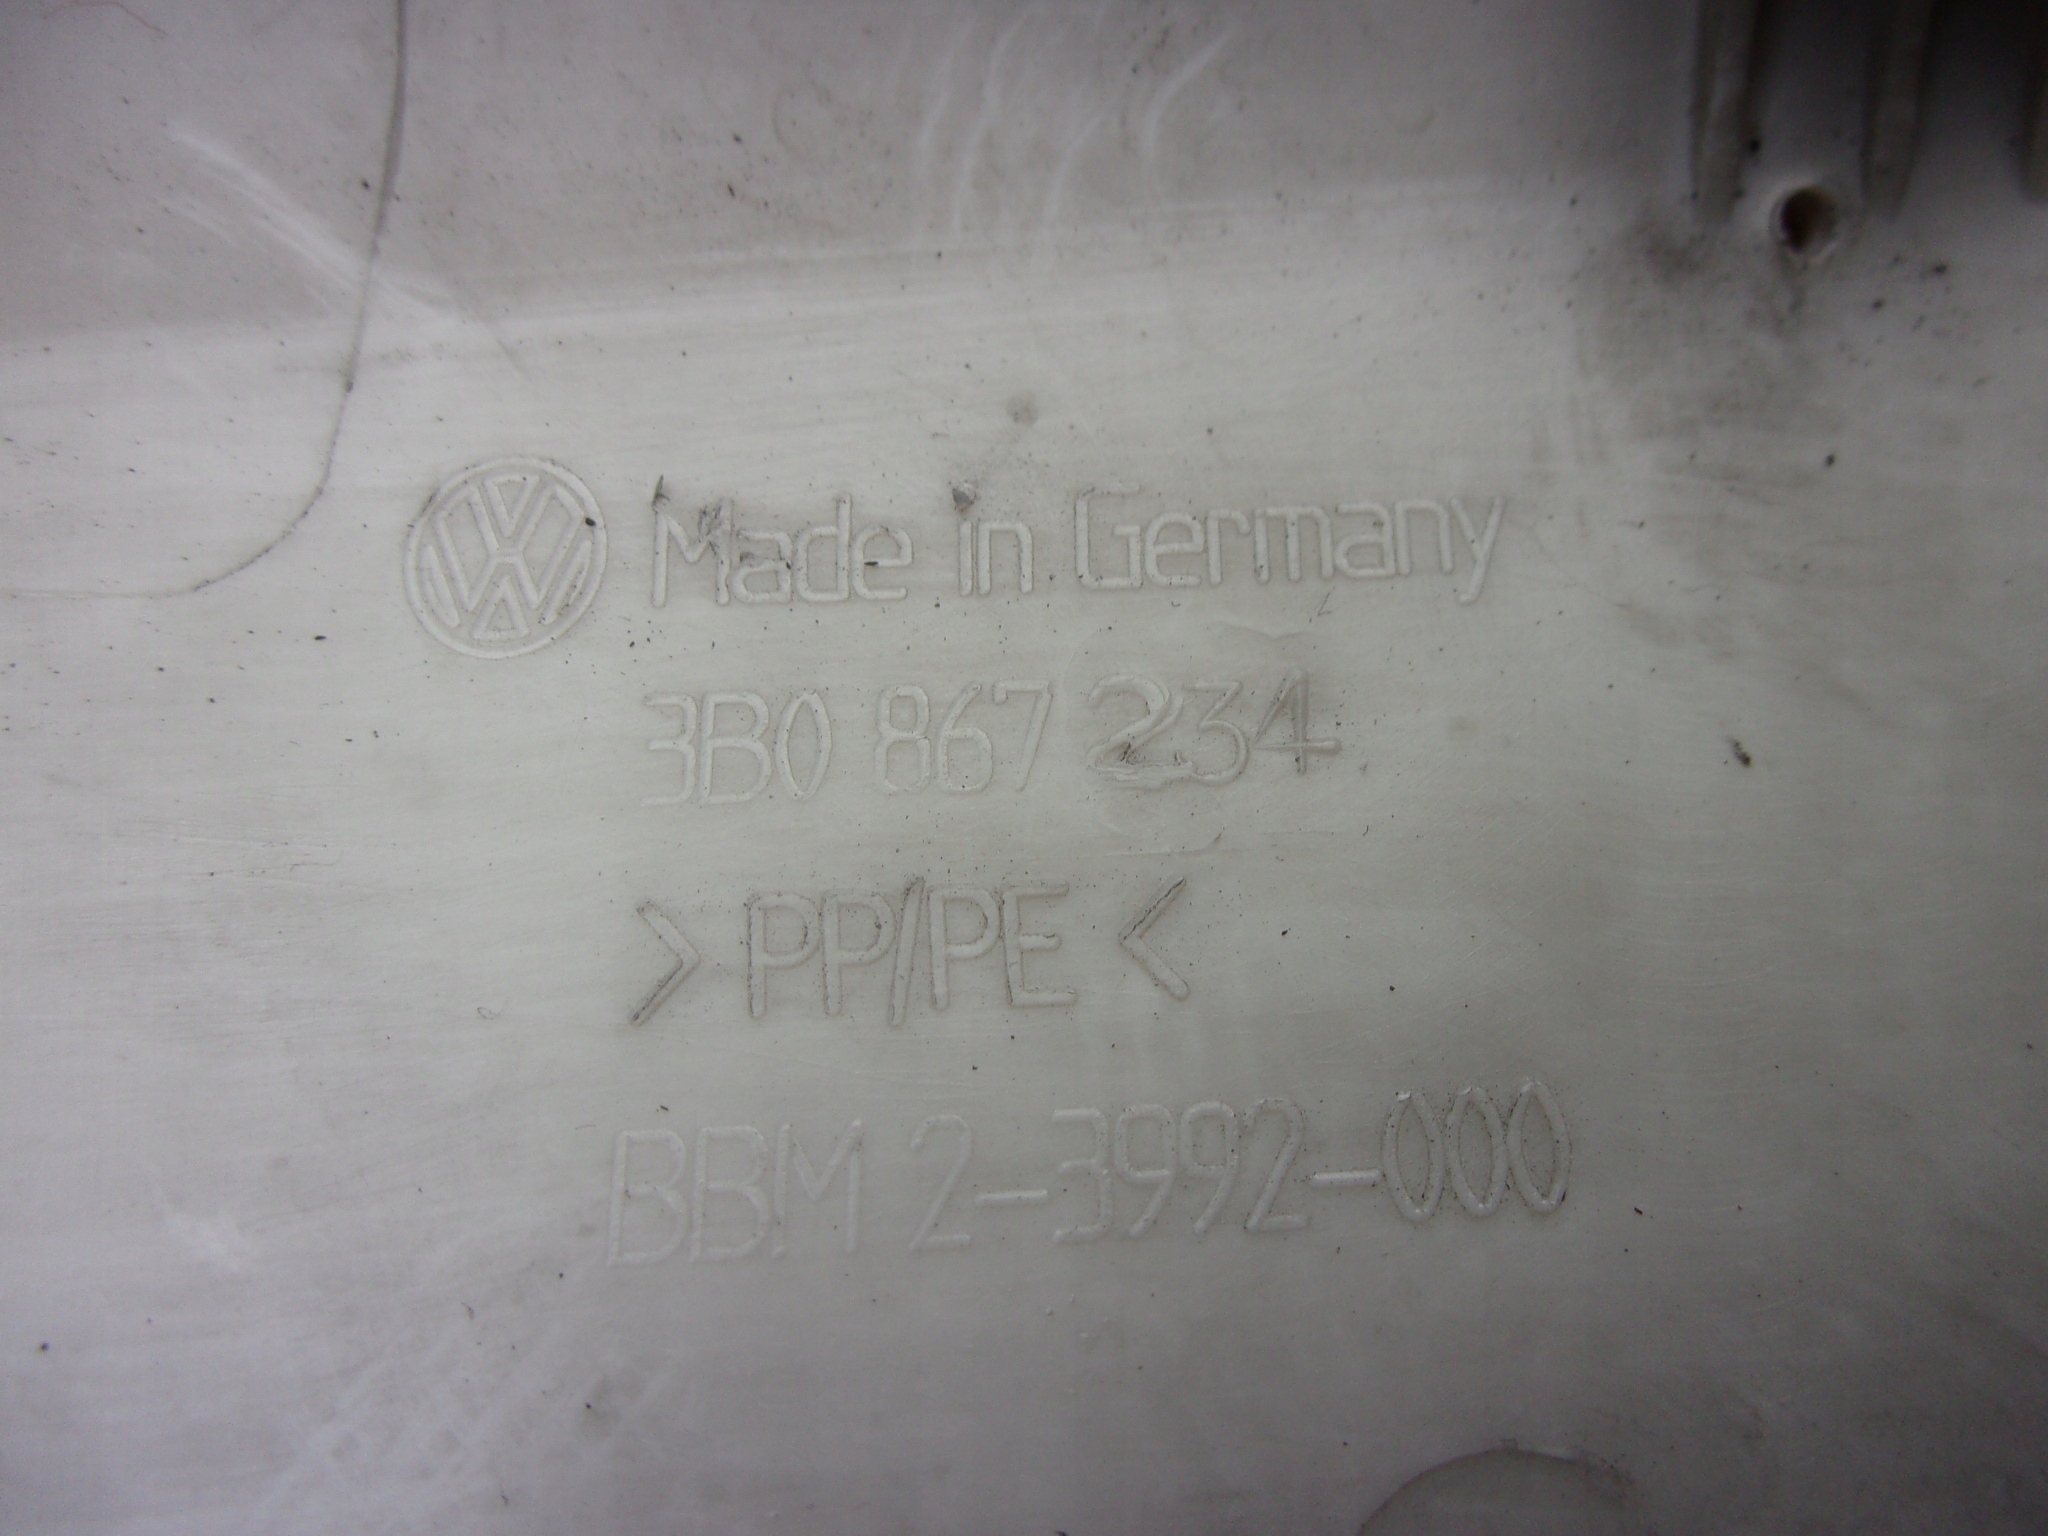 Made in Germany
3B0 867 234
>PP/PE<
BBM 2-3992-000